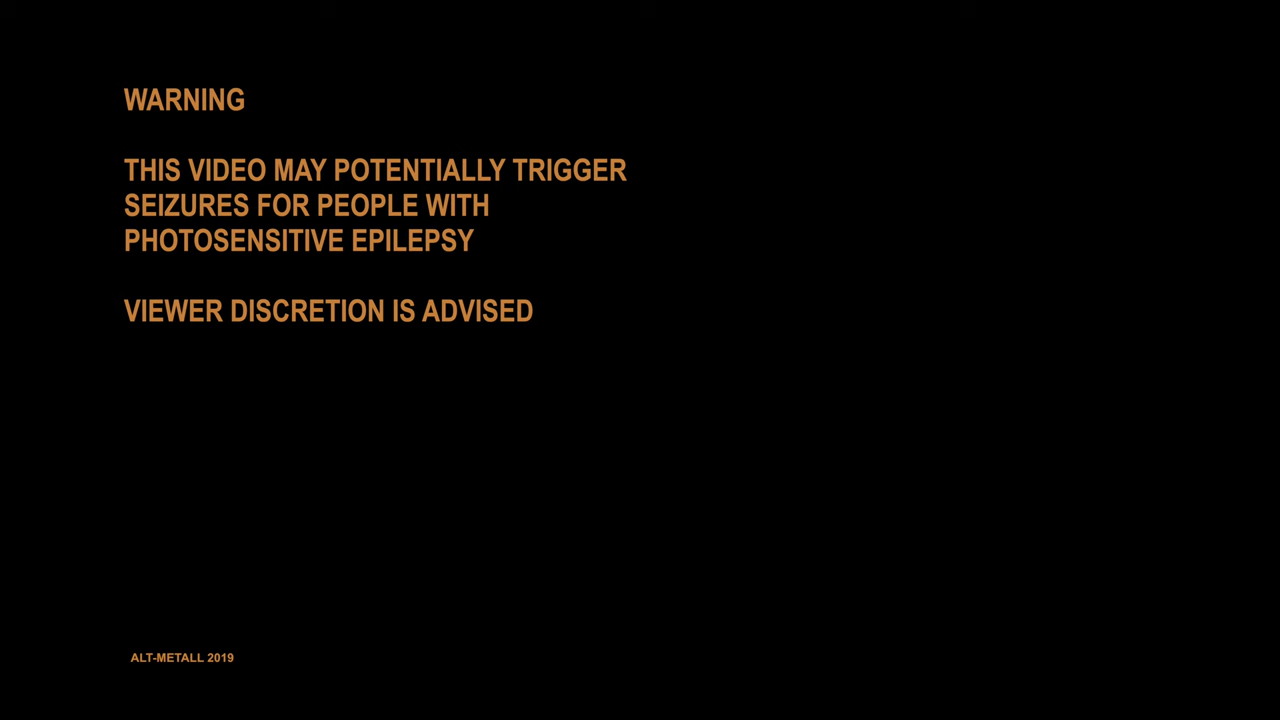 WARNING
THIS VIDEO MAY POTENTIALLY TRIGGER
SEIZURES FOR PEOPLE WITH
PHOTOSENSITIVE EPILEPSY
VIEWER DISCRETION IS ADVISED
ALT-METALL 2019